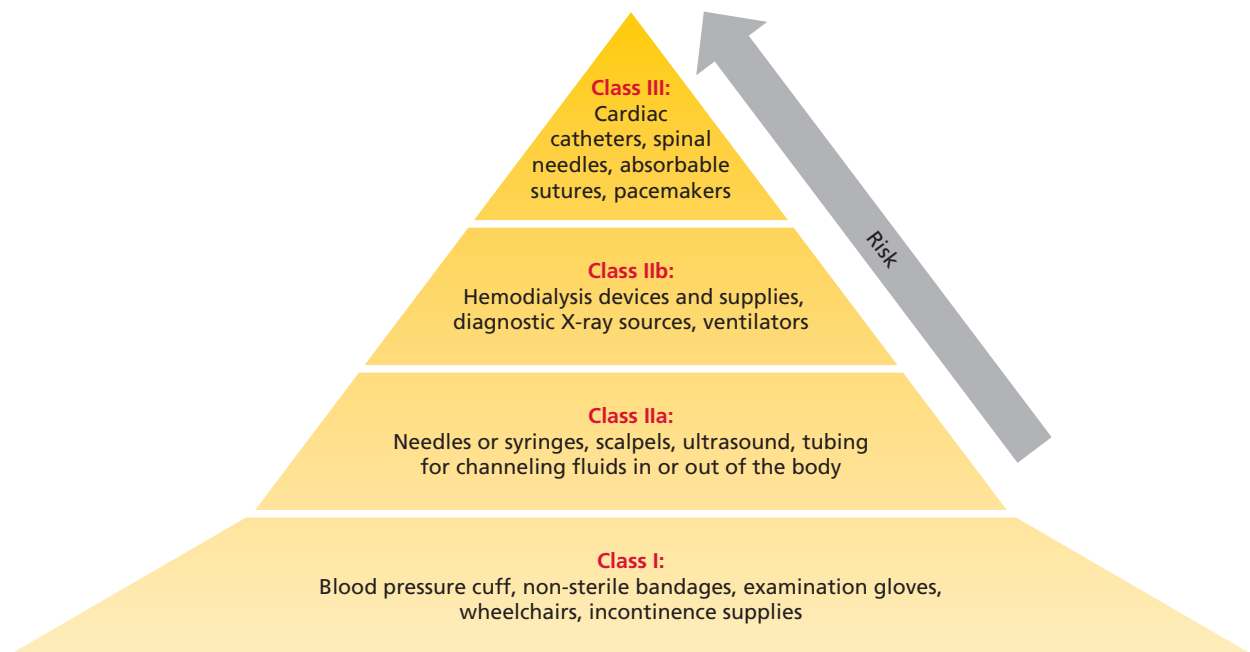 Class III:
Cardiac
catheters, spinal
needles, absorbable
sutures, pacemakers
Risk
Class IIb:
Hemodialysis devices and supplies,
diagnostic X-ray sources, ventilators
Class IIa:
Needles or syringes, scalpels, ultrasound, tubing
for channeling fluids in or out of the body
Class I:
Blood pressure cuff, non-sterile bandages, examination gloves,
wheelchairs, incontinence supplies